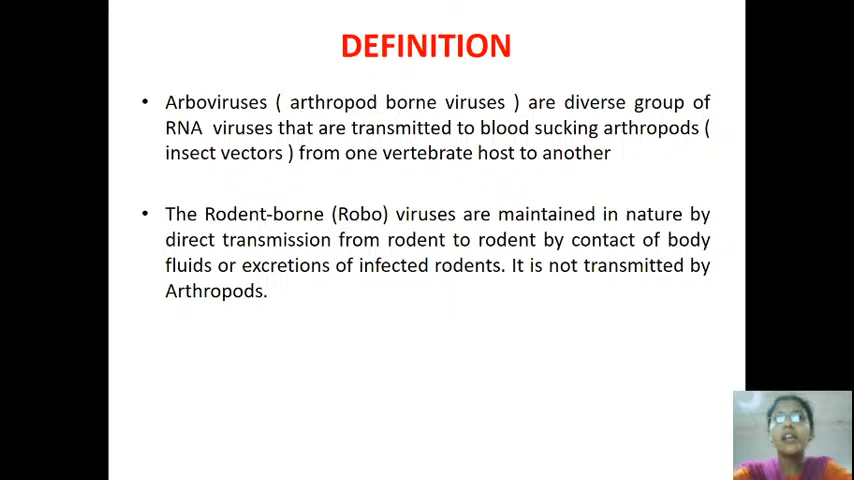 DEFINITION
• Arboviruses ( arthropod borne viruses ) are diverse group of
RNA viruses that are transmitted to blood sucking arthropods (
insect vectors ) from one vertebrate host to another
• The Rodent-borne (Robo) viruses are maintained in nature by
direct transmission from rodent to rodent by contact of body
fluids or excretions of infected rodents. It is not transmitted by
Arthropods.